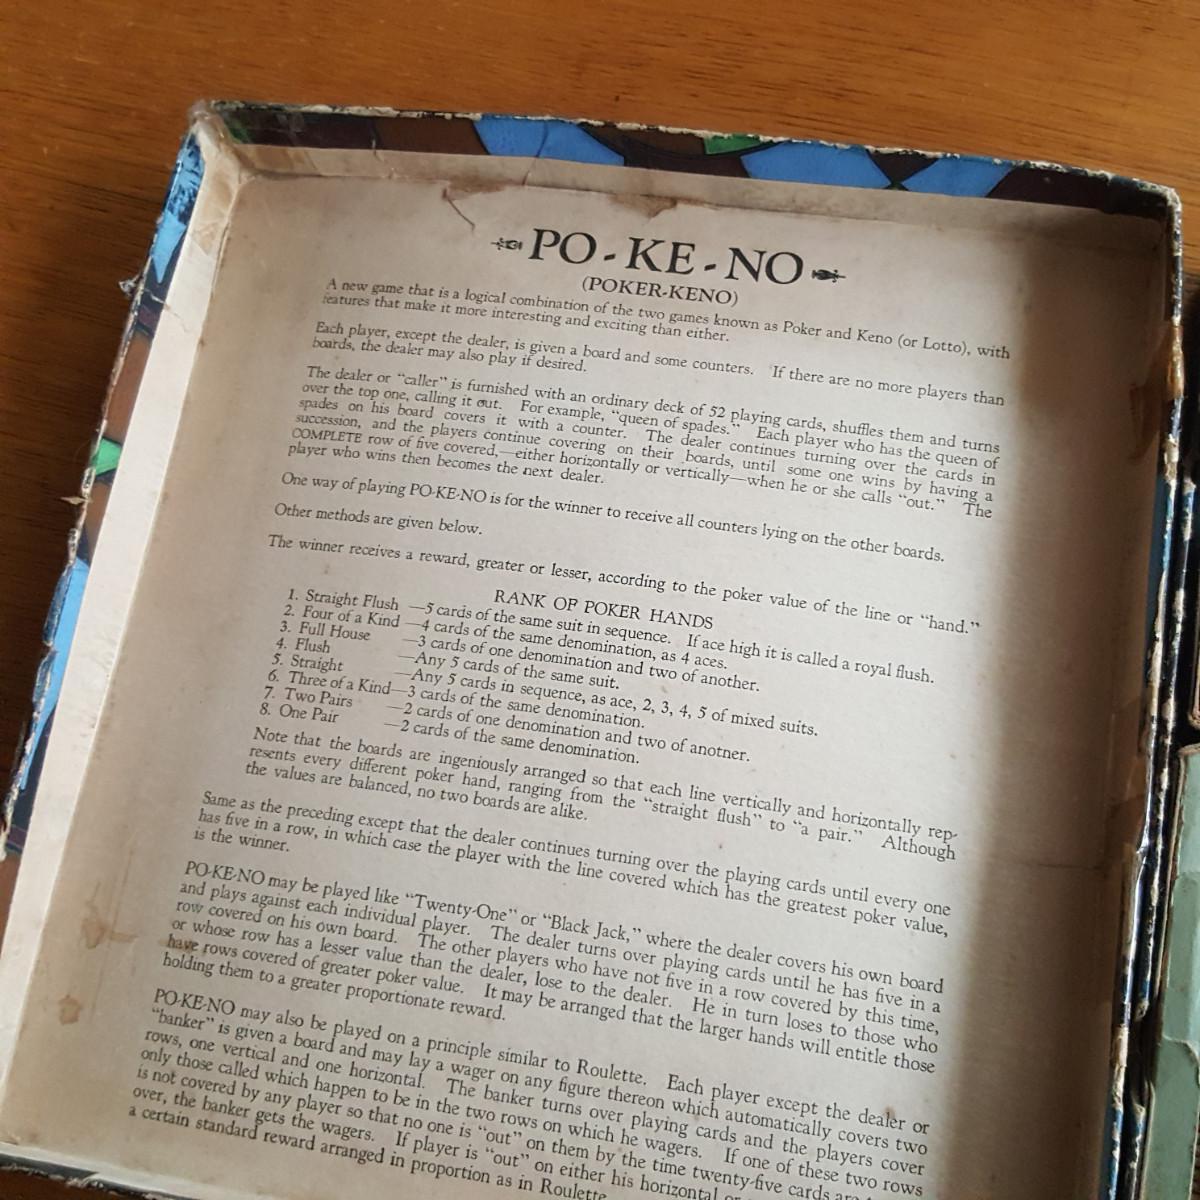 PO-KE-NO
(POKER-KENO)
A new game that is a logical combination of the two games known as Poker and Keno (or Lotto), with
features that make it more interesting and exciting than either.
Each player, except the dealer, is given a board and some counters. If there are no more players than
boards, the dealer may also play if desired.
The dealer or "caller" is furnished with an ordinary deck of 52 playing cards, shuffles them and turns
over the top one, calling it out. For example, "queen of spades." Each player who has the queen of
spades on his board covers it with a counter. The dealer continues turning over the cards in
succession, and the players continue covering on their boards, until some one wins by having a
COMPLETE row of five covered,—either horizontally or vertically—when he or she calls "out." The
player who wins then becomes the next dealer.
One way of playing PO-KE-NO is for the winner to receive all counters lying on the other boards.
Other methods are given below.
The winner receives a reward, greater or lesser, according to the poker value of the line or "hand."
RANK OF POKER HANDS
1. Straight Flush —5 cards of the same suit in sequence. If ace high it is called a royal flush.
2. Four of a Kind —4 cards of the same denomination, as 4 aces.
3. Full House —3 cards of one denomination and two of another.
4. Flush —Any 5 cards of the same suit.
5. Straight —Any 5 cards in sequence, as ace, 2, 3, 4, 5 of mixed suits.
6. Three of a Kind—3 cards of the same denomination.
7. Two Pairs —2 cards of one denomination and two of another.
8. One Pair —2 cards of the same denomination.
Note that the boards are ingeniously arranged so that each line vertically and horizontally rep-
resents every different poker hand, ranging from the "straight flush" to "a pair." Although
the values are balanced, no two boards are alike.
Same as the preceding except that the dealer continues turning over the playing cards until every one
has five in a row, in which case the player with the line covered which has the greatest poker value,
is the winner.
PO-KE-NO may be played like "Twenty-One" or "Black Jack," where the dealer covers his own board
and plays against each individual player. The dealer turns over playing cards until he has five in a
row covered on his own board. The other players who have not five in a row covered by this time,
or whose row has a lesser value than the dealer, lose to the dealer. He in turn loses to those who
have rows covered of greater poker value. It may be arranged that the larger hands will entitle those
holding them to a greater proportionate reward.
PO-KE-NO may also be played on a principle similar to Roulette. Each player except the dealer or
"banker" is given a board and may lay a wager on any figure thereon which automatically covers two
rows, one vertical and one horizontal. The banker turns over playing cards and the players cover
only those called which happen to be in the two rows on which he wagers. If one of these two rows
is not covered by any player so that no one is "out" on them by the time twenty-five cards are
over, the banker gets the wagers. If player is "out" on either his horizontal or
a certain standard reward arranged in proportion as in Roulette